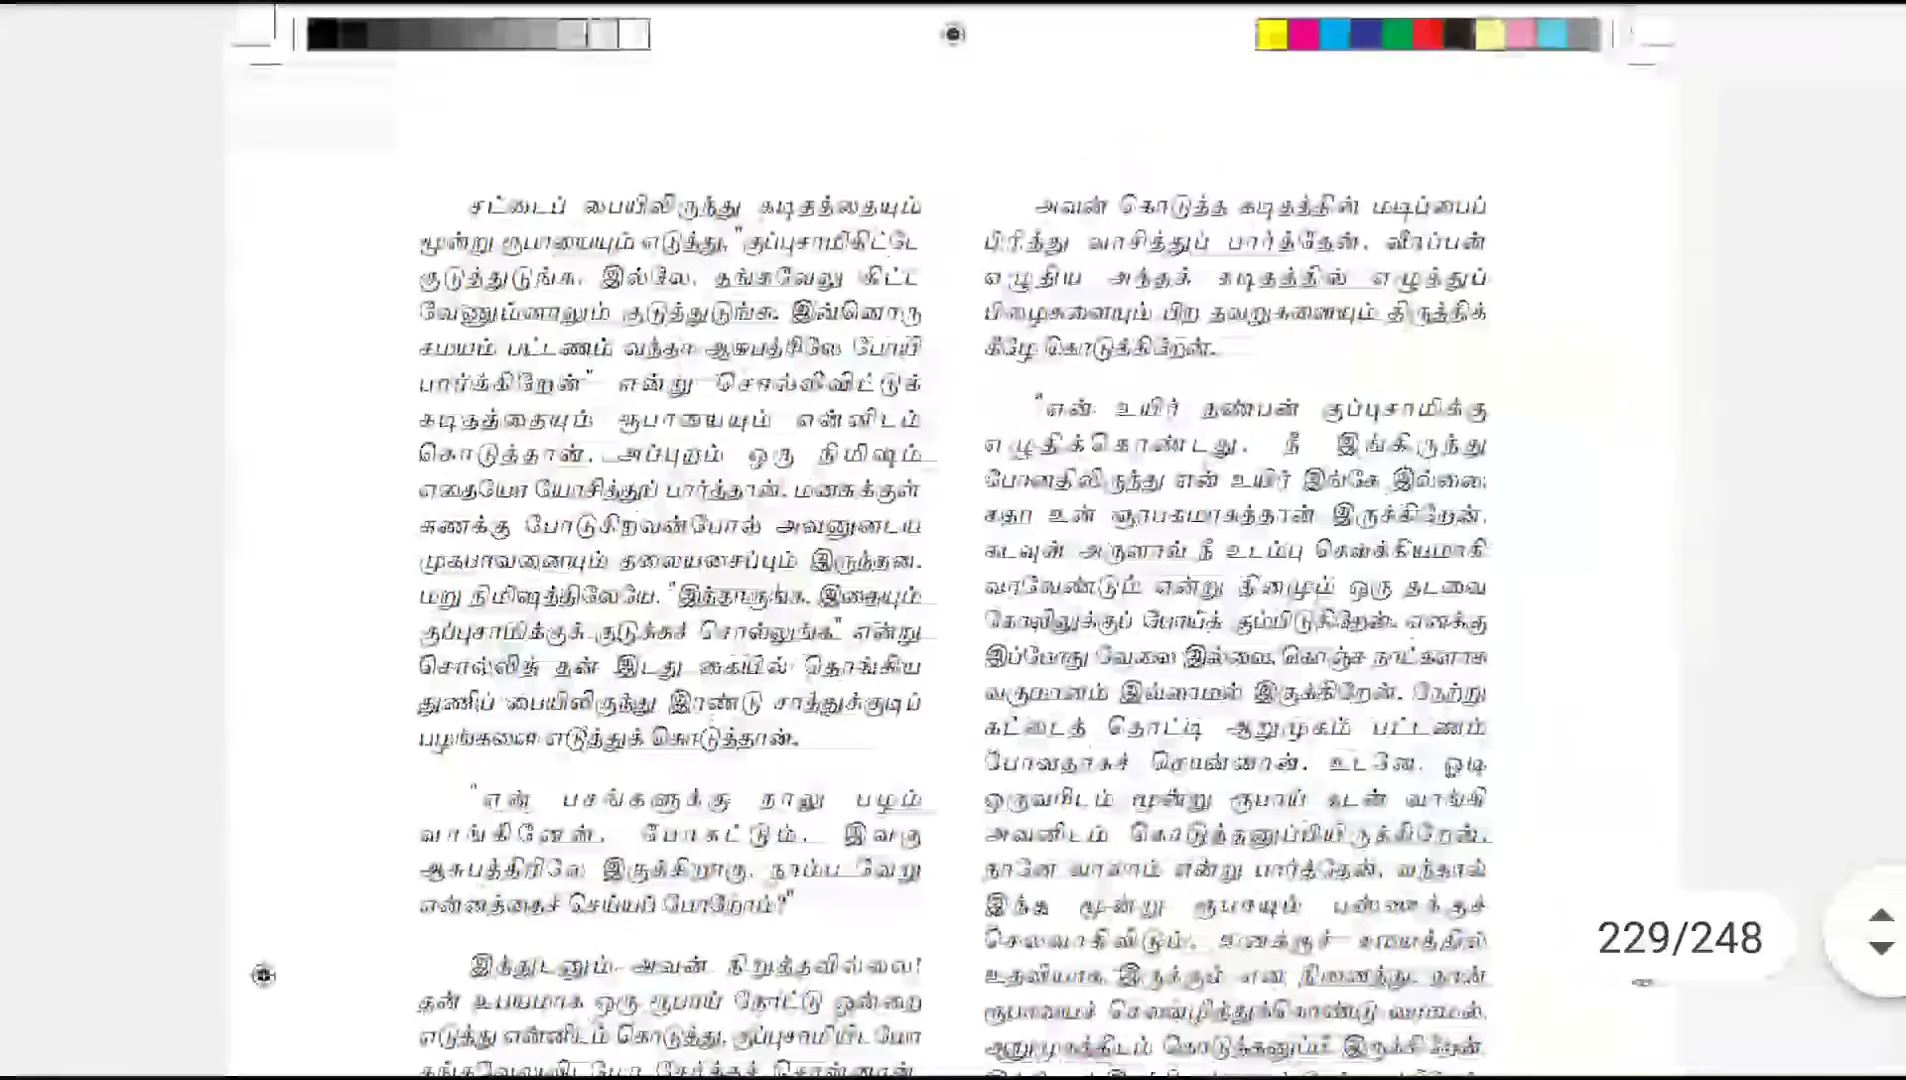 சட்டைப் பையிலிருந்து கடிதத்தையும்
மூன்று ரூபாயையும் எடுத்து, "குப்புசாமிகிட்டே
குடுத்துடுங்க. இல்லே, தங்கவேலு கிட்ட
வேணும்னாலும் குடுத்துடுங்க. இன்னொரு
சமயம் பட்டணம் வந்தா ஆசுபத்திரிலே போயி
பார்க்கிறேன்" என்று சொல்லிவிட்டுக்
கடிதத்தையும் ரூபாயையும் என்னிடம்
கொடுத்தான். அப்புறம் ஒரு நிமிஷம்
எதையோ யோசித்துப் பார்த்தான். மனசுக்குள்
கணக்கு போடுகிறவன்போல் அவனுடைய
முகபாவனையும் தலையசைப்பும் இருந்தன.
மறு நிமிஷத்திலேயே, "இந்தாருங்க, இதையும்
குப்புசாமிக்குக் குடுக்கச் சொல்லுங்க" என்று
சொல்லித் தன் இடது கையில் தொங்கிய
துணிப் பையிலிருந்து இரண்டு சாத்துக்குடிப்
பழங்களை எடுத்துக் கொடுத்தான்.
"என் பசங்களுக்கு நாலு பழம்
வாங்கினேன். போகட்டும். இவரு
ஆசுபத்திரிலே இருக்கிறாரு. நாம்ப வேறு
என்னத்தைச் செய்யப் போறோம்?"
இத்துடனும் அவன் நிறுத்தவில்லை!
தன் உபயமாக ஒரு ரூபாய் நோட்டு ஒன்றை
எடுத்து என்னிடம் கொடுத்து, குப்புசாமியிடமோ
தங்கவேலுவிடமோ சேர்க்கச் சொன்னான்.
அவன் கொடுத்த கடிதத்தின் மடிப்பைப்
பிரித்து வாசித்துப் பார்த்தேன். வீரப்பன்
எழுதிய அந்தக் கடிதத்தில் எழுத்துப்
பிழைகளையும் பிற தவறுகளையும் திருத்திக்
கீழே கொடுக்கிறேன்.
"என் உயிர் நண்பன் குப்புசாமிக்கு
எழுதிக்கொண்டது. நீ இங்கிருந்து
போனதிலிருந்து என் உயிர் இங்கே இல்லை;
சதா உன் ஞாபகமாகத்தான் இருக்கிறேன்.
கடவுள் அருளால் நீ உடம்பு சௌக்கியமாகி
வரவேண்டும் என்று தினமும் ஒரு தடவை
கோவிலுக்குப் போய்க் கும்பிடுகிறேன். எனக்கு
இப்போது வேலை இல்லை. கொஞ்ச நாட்களாக
வருமானம் இல்லாமல் இருக்கிறேன். நேற்று
கட்டைத் தொட்டி ஆறுமுகம் பட்டணம்
போவதாகச் சொன்னான். உடனே, ஓடி
ஒருவரிடம் மூன்று ரூபாய் கடன் வாங்கி
அவனிடம் கொடுத்தனுப்பியிருக்கிறேன்.
நானே வரலாம் என்று பார்த்தேன். வந்தால்
இந்த மூன்று ரூபாயும் பஸ்ஸுக்குச்
செலவாகிவிடும். உனக்குச் சமயத்தில்
உதவியாக இருக்கும் என நினைத்து, நான்
ரூபாயைச் செலவழித்துக்கொண்டு வராமல்,
ஆறுமுகத்திடம் கொடுத்தனுப்பி இருக்கிறேன்.